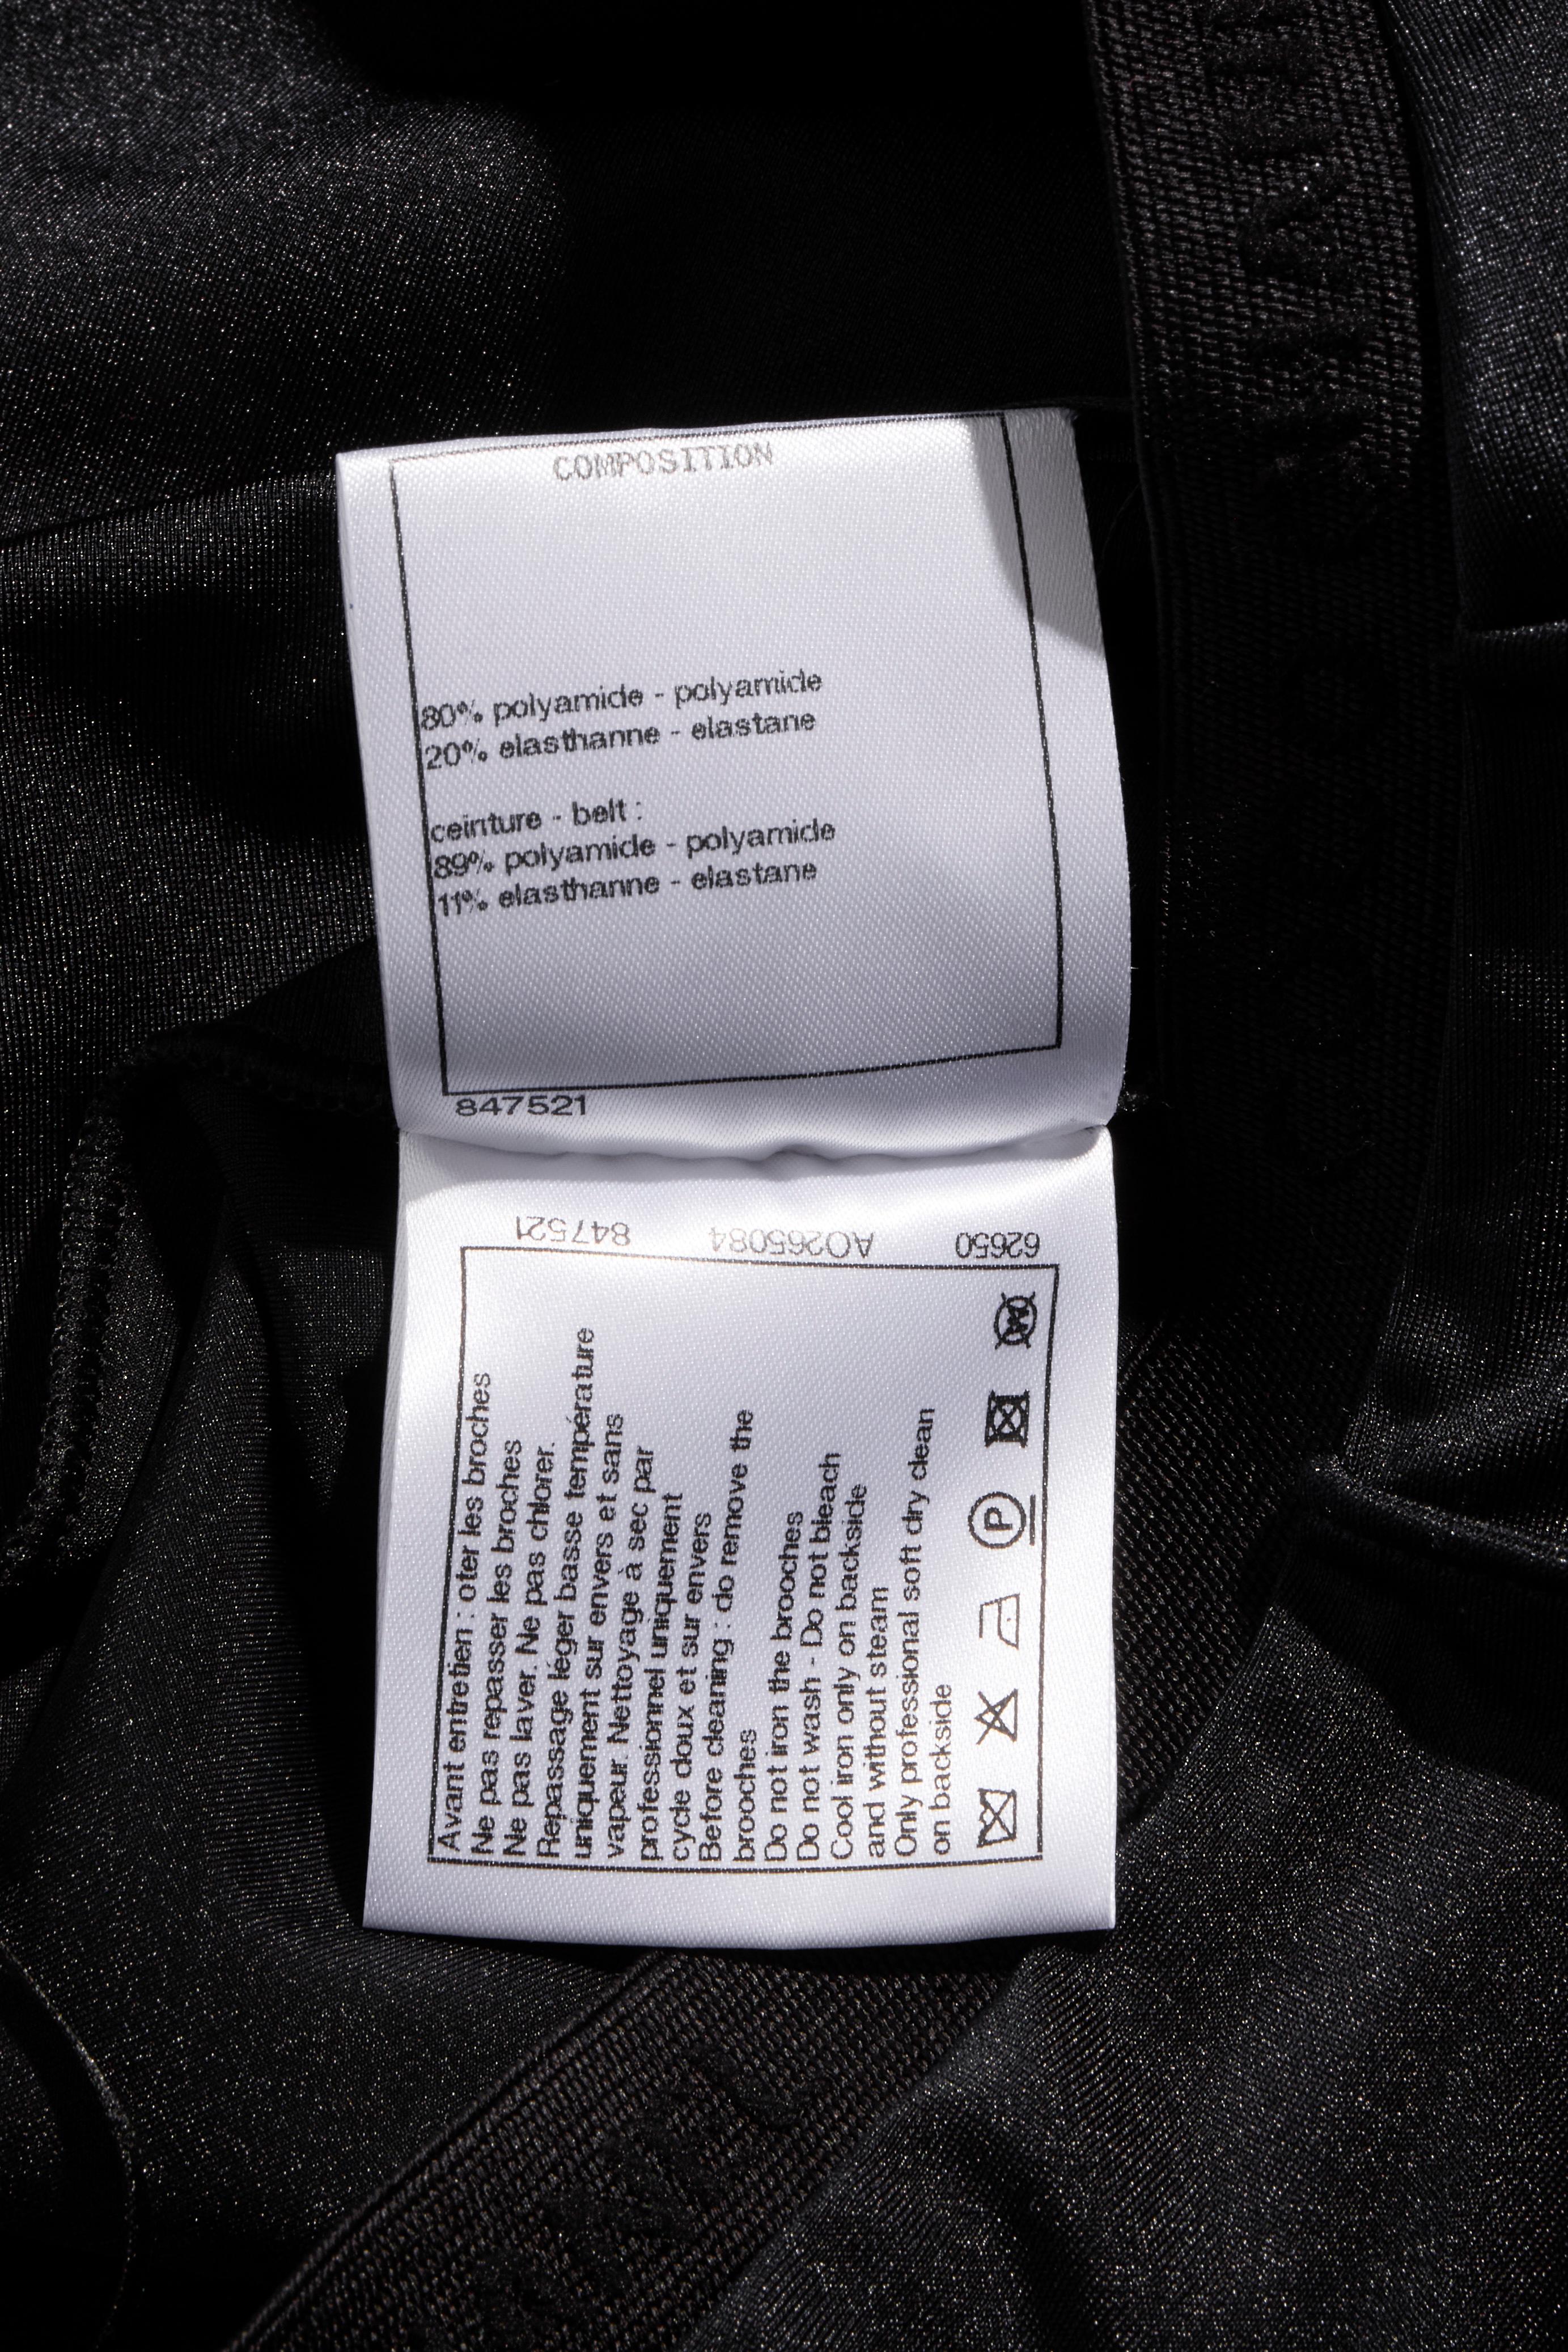 COMPOSITION
80% polyamide - polyamide
20% elasthanne - elastane
ceinture - belt :
89% polyamide - polyamide
11% elasthanne - elastane
847521
62650 AO265084 847521
Avant entretien : oter les broches
Ne pas repasser les broches
Ne pas laver. Ne pas chlorer.
Repassage léger basse température
uniquement sur envers et sans
vapeur. Nettoyage à sec par
professionnel uniquement
cycle doux et sur envers
Before cleaning : do remove the
brooches
Do not iron the brooches
Do not wash - Do not bleach
Cool iron only on backside
and without steam
Only professional soft dry clean
on backside
P